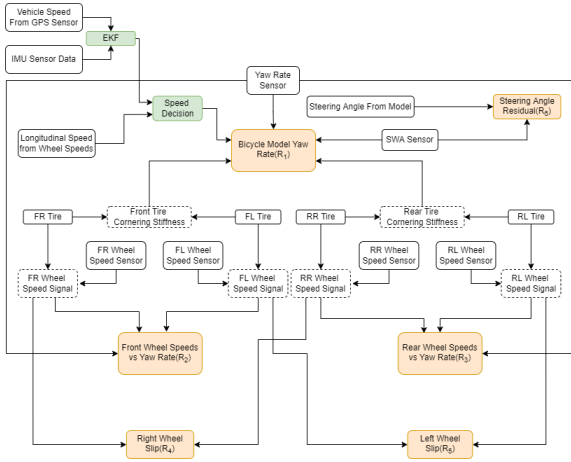 Vehicle Speed
From GPS Sensor
EKF
IMU Sensor Data
Yaw Rate
Sensor
Speed
Decision
Steering Angle From Model
Steering Angle
Residual(R6)
Longitudinal Speed
from Wheel Speeds
Bicycle Model Yaw
Rate(R1)
SWA Sensor
FR Tire
Front Tire
Cornering Stiffness
FL Tire
RR Tire
Rear Tire
Cornering Stiffness
RL Tire
FR Wheel
Speed Sensor
FL Wheel
Speed Sensor
RR Wheel
Speed Sensor
RL Wheel
Speed Sensor
FR Wheel
Speed Signal
FL Wheel
Speed Signal
RR Wheel
Speed Signal
RL Wheel
Speed Signal
Front Wheel Speeds
vs Yaw Rate(R2)
Rear Wheel Speeds
vs Yaw Rate(R3)
Right Wheel
Slip(R4)
Left Wheel
Slip(R5)